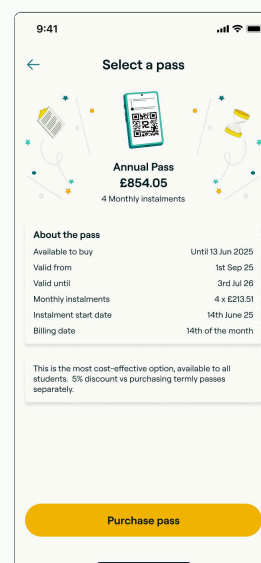 9:41
Select a pass
Annual Pass
£854.05
4 Monthly instalments
About the pass
Available to buy Until 13 Jun 2025
Valid from 1st Sep 25
Valid until 3rd Jul 26
Monthly instalments 4 x £213.51
Instalment start date 14th June 25
Billing date 14th of the month
This is the most cost-effective option, available to all
students. 5% discount vs purchasing termly passes
separately.
Purchase pass